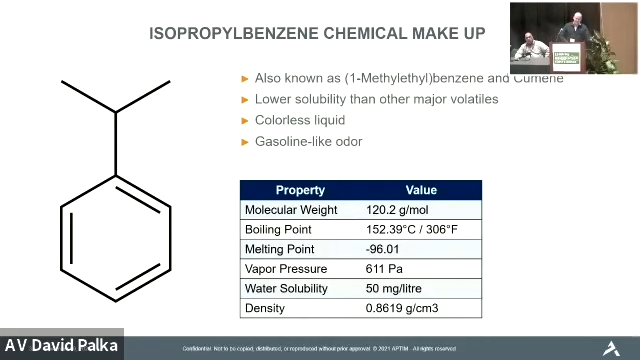 ISOPROPYLBENZENE CHEMICAL MAKE UP
Also known as (1-Methylethyl)benzene and Cumene
Lower solubility than other major volatiles
Colorless liquid
Gasoline-like odor
Property Value
Molecular Weight 120.2 g/mol
Boiling Point 152.39°C / 306°F
Melting Point -96.01
Vapor Pressure 611 Pa
Water Solubility 50 mg/litre
Density 0.8619 g/cm3
AV David Palka
Confidential. Not to be copied, distributed, or reproduced without prior approval. © 2021 APTIM - All rights reserved